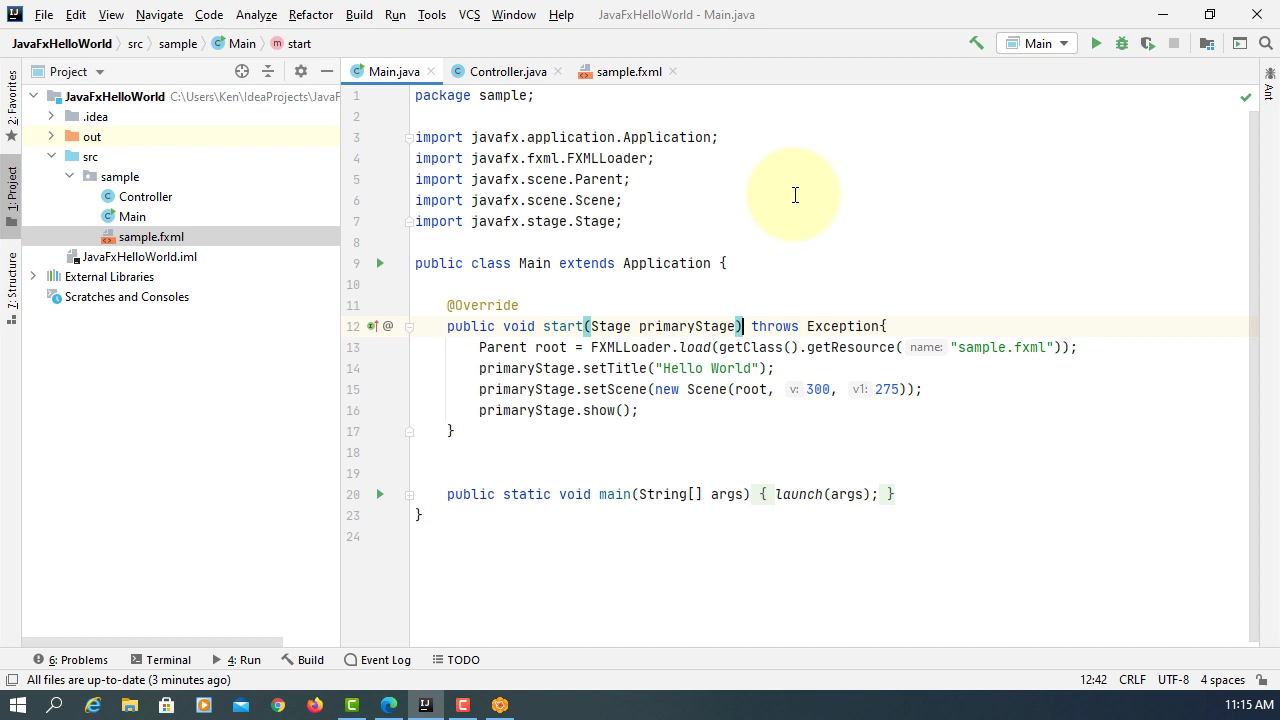 File Edit View Navigate Code Analyze Refactor Build Run Tools VCS Window Help JavaFxHelloWorld - Main.java
JavaFxHelloWorld src sample Main start Main
Project Main.java Controller.java sample.fxml
2: Favorites
1: Project
7: Structure
Ant
JavaFxHelloWorld C:\Users\Ken\IdeaProjects\JavaF
.idea
out
src
sample
Controller
Main
sample.fxml
JavaFxHelloWorld.iml
External Libraries
Scratches and Consoles
1 package sample;
2
3 import javafx.application.Application;
4 import javafx.fxml.FXMLLoader;
5 import javafx.scene.Parent;
6 import javafx.scene.Scene;
7 import javafx.stage.Stage;
8
9 public class Main extends Application {
10
11 @Override
12 @ public void start(Stage primaryStage) throws Exception{
13 Parent root = FXMLLoader.load(getClass().getResource( name: "sample.fxml"));
14 primaryStage.setTitle("Hello World");
15 primaryStage.setScene(new Scene(root, v: 300, v1: 275));
16 primaryStage.show();
17 }
18
19
20 public static void main(String[] args) { launch(args); }
23 }
24
6: Problems Terminal 4: Run Build Event Log TODO
All files are up-to-date (3 minutes ago) 12:42 CRLF UTF-8 4 spaces
11:15 AM